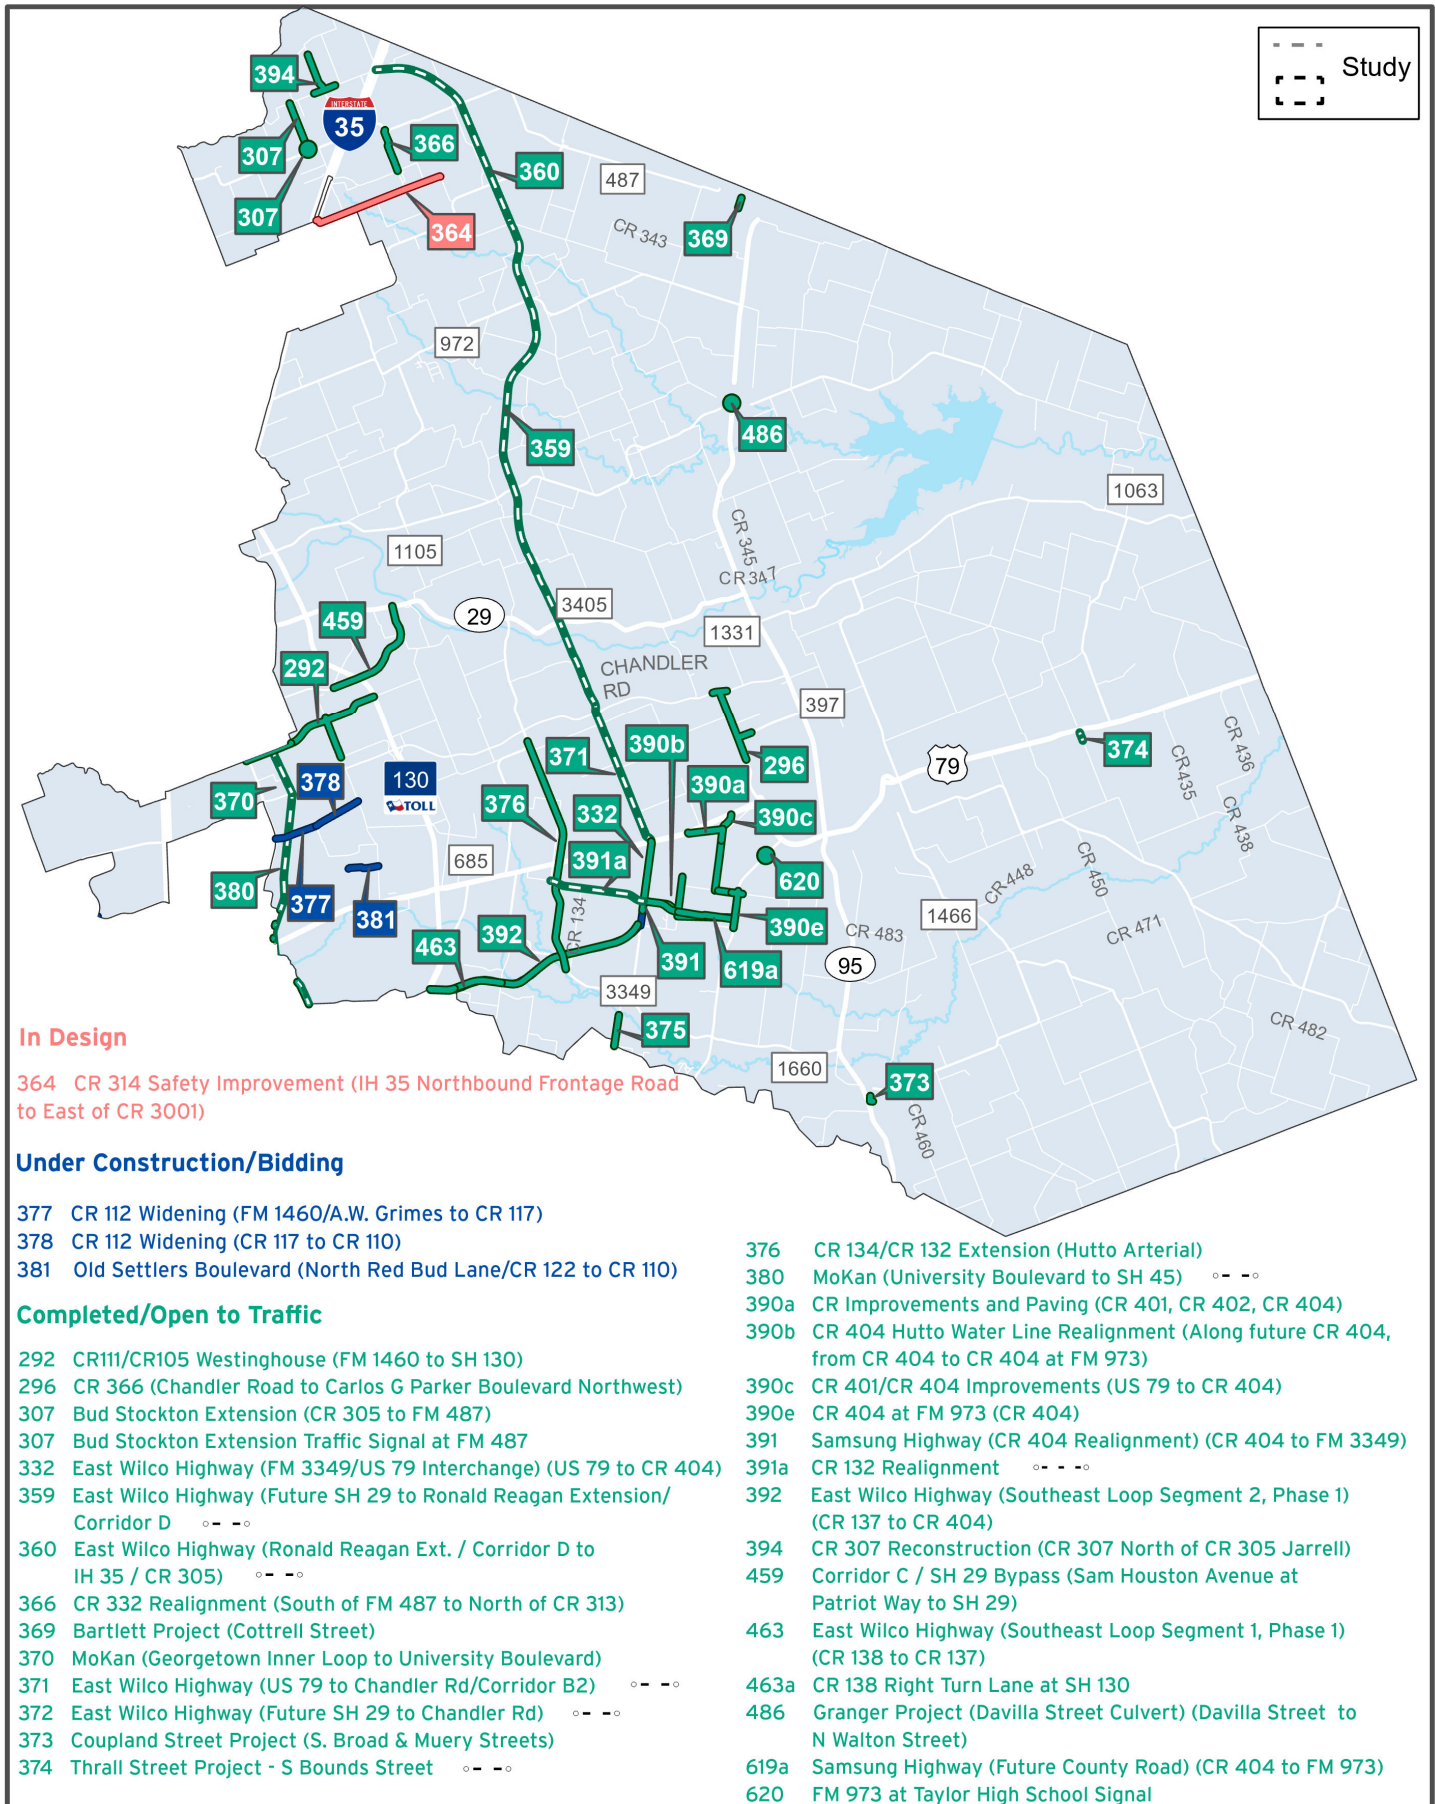 Study
394
INTERSTATE
35
307
366
307
360
487
364
CR 343
369
972
486
359
1063
CR 345
1105
CR347
3405
29
459
1331
CHANDLER
RD
292
397
CR 436
371
390b
296
79
374
CR435
378
130
TOLL
370
376
390a
332
390c
CR 438
685
391a
CR 450
620
CR 448
380
377
381
CR 134
390e
1466
CR 471
463
392
CR 483
391
619a
95
3349
375
CR 482
1660
373
CR 460
In Design
364 CR 314 Safety Improvement (IH 35 Northbound Frontage Road
to East of CR 3001)
Under Construction/Bidding
377 CR 112 Widening (FM 1460/A.W. Grimes to CR 117)
378 CR 112 Widening (CR 117 to CR 110)
381 Old Settlers Boulevard (North Red Bud Lane/CR 122 to CR 110)
Completed/Open to Traffic
292 CR111/CR105 Westinghouse (FM 1460 to SH 130)
296 CR 366 (Chandler Road to Carlos G Parker Boulevard Northwest)
307 Bud Stockton Extension (CR 305 to FM 487)
307 Bud Stockton Extension Traffic Signal at FM 487
332 East Wilco Highway (FM 3349/US 79 Interchange) (US 79 to CR 404)
359 East Wilco Highway (Future SH 29 to Ronald Reagan Extension/
Corridor D
360 East Wilco Highway (Ronald Reagan Ext. / Corridor D to
IH 35 / CR 305)
366 CR 332 Realignment (South of FM 487 to North of CR 313)
369 Bartlett Project (Cottrell Street)
370 MoKan (Georgetown Inner Loop to University Boulevard)
371 East Wilco Highway (US 79 to Chandler Rd/Corridor B2)
372 East Wilco Highway (Future SH 29 to Chandler Rd)
373 Coupland Street Project (S. Broad & Muery Streets)
374 Thrall Street Project - S Bounds Street
376 CR 134/CR 132 Extension (Hutto Arterial)
380 MoKan (University Boulevard to SH 45)
390a CR Improvements and Paving (CR 401, CR 402, CR 404)
390b CR 404 Hutto Water Line Realignment (Along future CR 404,
from CR 404 to CR 404 at FM 973)
390c CR 401/CR 404 Improvements (US 79 to CR 404)
390e CR 404 at FM 973 (CR 404)
391 Samsung Highway (CR 404 Realignment) (CR 404 to FM 3349)
391a CR 132 Realignment
392 East Wilco Highway (Southeast Loop Segment 2, Phase 1)
(CR 137 to CR 404)
394 CR 307 Reconstruction (CR 307 North of CR 305 Jarrell)
459 Corridor C / SH 29 Bypass (Sam Houston Avenue at
Patriot Way to SH 29)
463 East Wilco Highway (Southeast Loop Segment 1, Phase 1)
(CR 138 to CR 137)
463a CR 138 Right Turn Lane at SH 130
486 Granger Project (Davilla Street Culvert) (Davilla Street to
N Walton Street)
619a Samsung Highway (Future County Road) (CR 404 to FM 973)
620 FM 973 at Taylor High School Signal